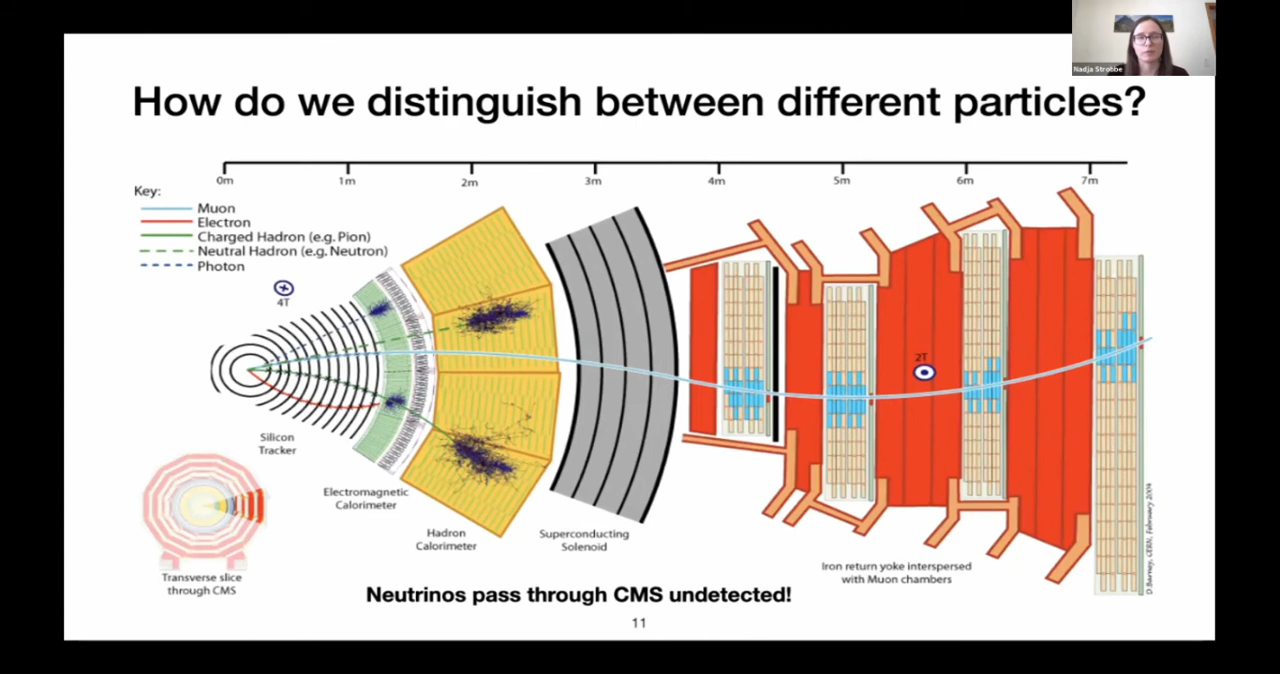 Nadja Strobbe
How do we distinguish between different particles?
0m 1m 2m 3m 4m 5m 6m 7m
Key:
Muon
Electron
Charged Hadron (e.g. Pion)
Neutral Hadron (e.g. Neutron)
Photon
4T
2T
Silicon
Tracker
Electromagnetic
Calorimeter
Hadron
Calorimeter
Superconducting
Solenoid
Iron return yoke interspersed
with Muon chambers
Transverse slice
through CMS
D. Barney, CERN, February 2004
Neutrinos pass through CMS undetected!
11